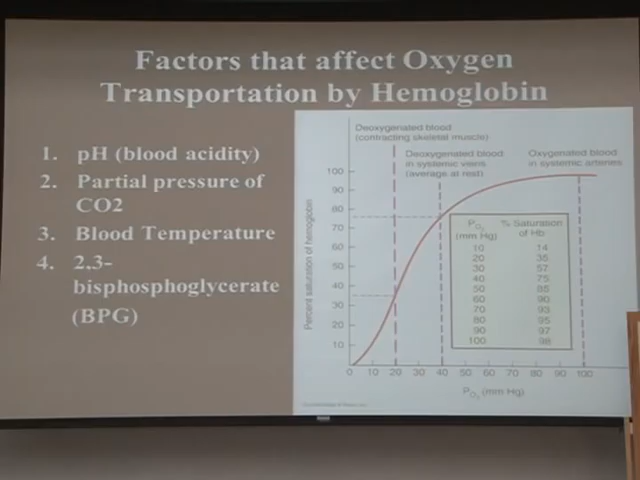 Factors that affect Oxygen
Transportation by Hemoglobin
1. pH (blood acidity)
2. Partial pressure of
CO2
3. Blood Temperature
4. 2,3-
bisphosphoglycerate
(BPG)
Deoxygenated blood
(contracting skeletal muscle)
Deoxygenated blood
in systemic veins
(average at rest)
Oxygenated blood
in systemic arteries
Percent saturation of hemoglobin
100
90
80
70
60
50
40
30
20
10
PO2 % Saturation
(mm Hg) of Hb
10 14
20 35
30 57
40 75
50 85
60 90
70 93
80 95
90 97
100 98
0 10 20 30 40 50 60 70 80 90 100
PO2 (mm Hg)